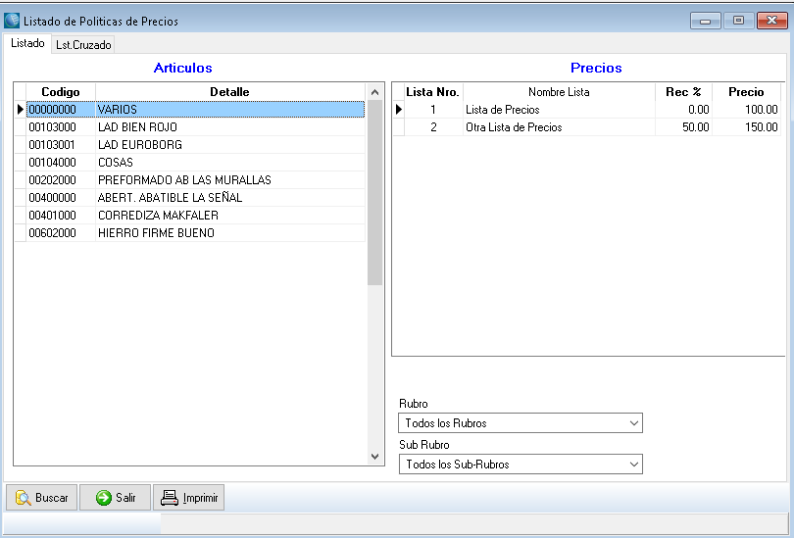 Listado de Politicas de Precios
Listado Lst.Cruzado
Articulos
Codigo Detalle
00000000 VARIOS
00103000 LAD BIEN ROJO
00103001 LAD EUROBORG
00104000 COSAS
00202000 PREFORMADO AB LAS MURALLAS
00400000 ABERT. ABATIBLE LA SEÑAL
00401000 CORREDIZA MAKFALER
00602000 HIERRO FIRME BUENO
Precios
Lista Nro. Nombre Lista Rec % Precio
1 Lista de Precios 0.00 100.00
2 Otra Lista de Precios 50.00 150.00
Rubro
Todos los Rubros
Sub Rubro
Todos los Sub-Rubros
Buscar Salir Imprimir